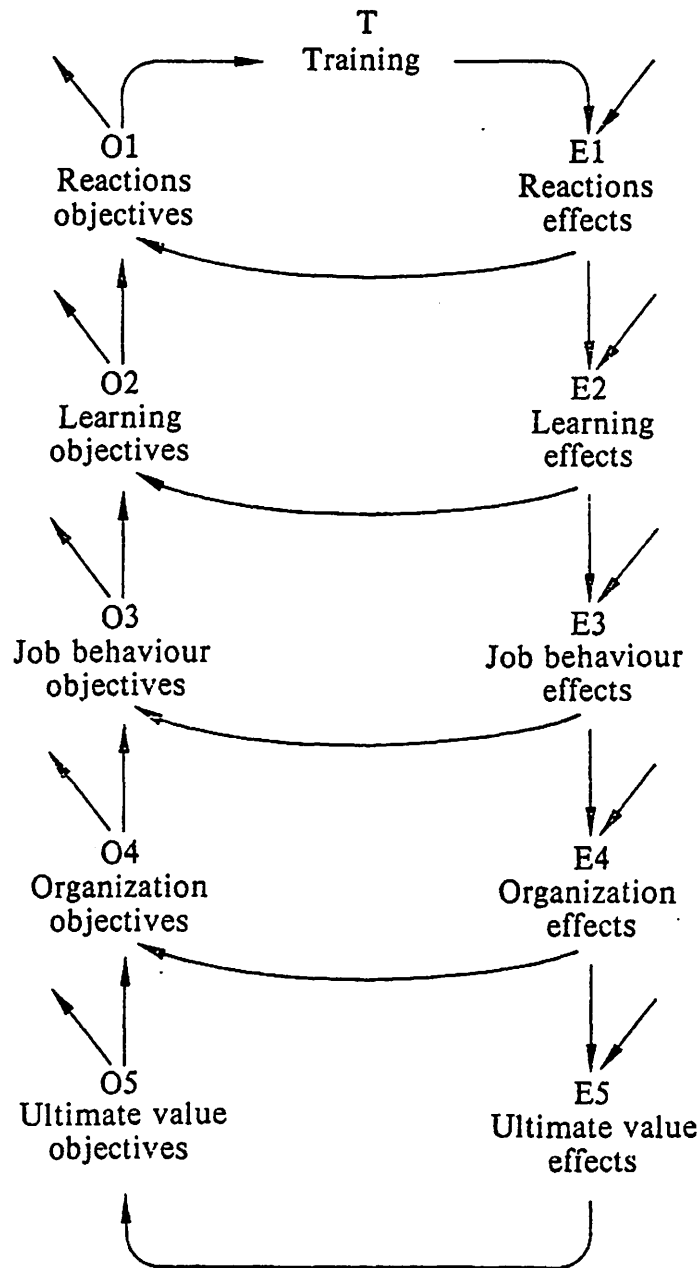 T
Training
O1
Reactions
objectives
E1
Reactions
effects
O2
Learning
objectives
E2
Learning
effects
O3
Job behaviour
objectives
E3
Job behaviour
effects
O4
Organization
objectives
E4
Organization
effects
O5
Ultimate value
objectives
E5
Ultimate value
effects